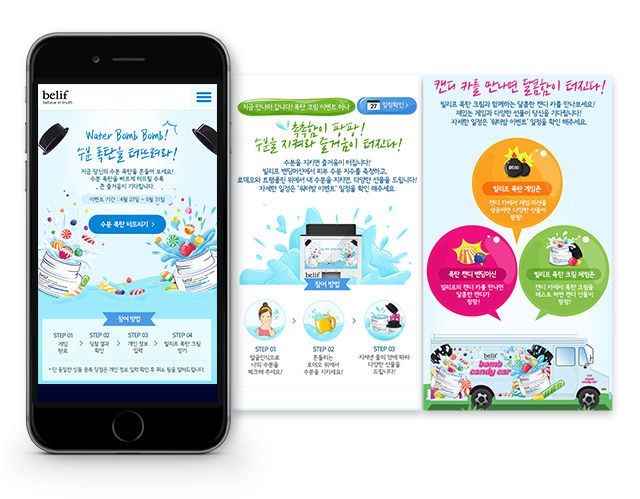 belif
believe in truth
Water Bomb Bomb!
수분 폭탄을 터뜨려라!
지금 당신의 수분 폭탄을 흔들어 보세요!
수분 폭탄을 빠르게 터뜨릴 수록
큰 즐거움이 기다립니다.
이벤트 기간 : 4월 27일 ~ 5월 31일
수분 폭탄 터뜨리기 >
참여 방법
STEP 01
게임
완료
STEP 02
당첨 결과
확인
STEP 03
개인 정보
입력
STEP 04
빌리프 폭탄 크림
받기
지금 만나러 갑니다! 폭탄 크림 이벤트 하나
27 일정확인 >
촉촉함이 팡팡!
수분을 지켜라 즐거움이 터진다!
수분을 지키면 즐거움이 터집니다!
빌리프 밴딩머신에서 피부 수분 지수를 측정하고,
로데오와 트램플린 위에서 내 수분을 지키면, 다양한 선물을 드립니다!
자세한 일정은 '워터밤 이벤트' 일정을 확인 해주세요
belif
참여 방법
STEP 01
얼굴인식으로
나의 수분을
체크해 주세요!
STEP 02
흔들리는
로데오 위에서
수분을 지키세요!
STEP 03
지켜낸 물의 양에 따라
다양한 선물을
드립니다!
캔디 카를 만나면 달콤함이 터진다!
빌리프 폭탄 크림과 함께하는 달콤한 캔디 카를 만나보세요!
재밌는 게임과 다양한 선물이 당신을 기다립니다!
자세한 일정은 '워터밤 이벤트' 일정을 확인 해 주세요.
빌리프 폭탄 게임존
캔디 카에서 게임 미션을
성공하면 다양한 선물이
팡팡!
폭탄 캔디 밴딩머신
빌리프의 캔디 카를 만나면
달콤한 캔디가
팡팡!
빌리프 폭탄 크림 체험존
캔디 카에서 폭탄 크림을
테스트 하면 캔디 선물이
팡팡!
belif
bomb
candy car